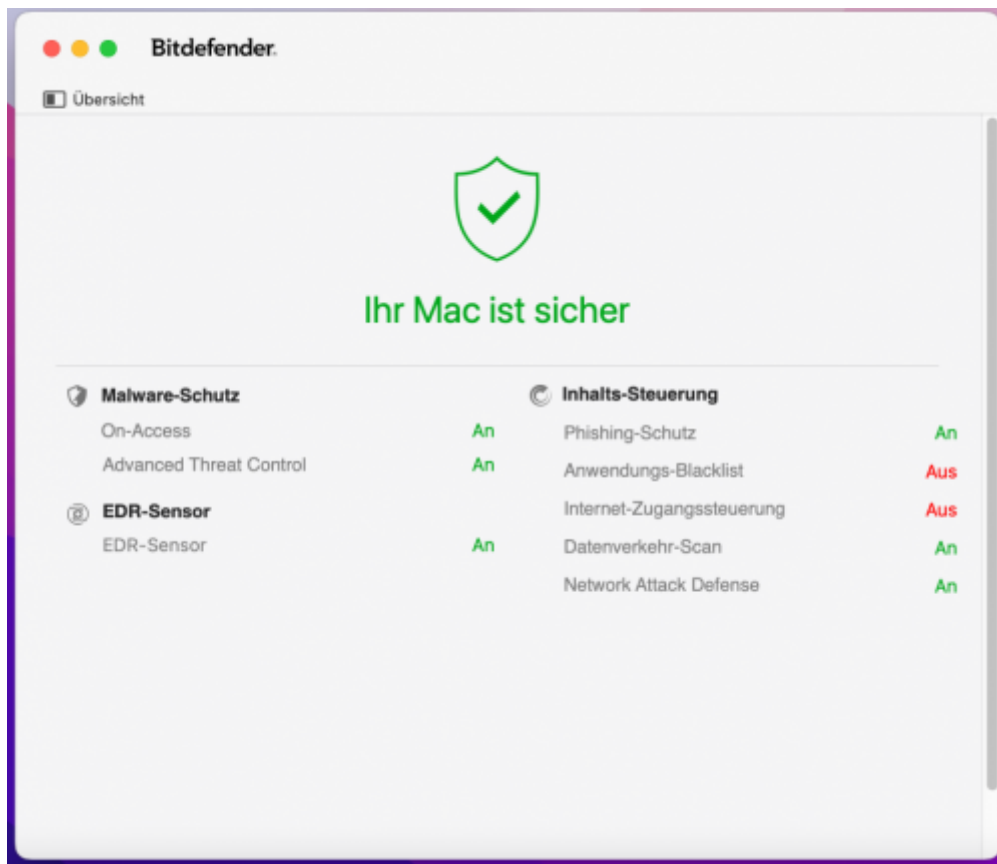 Bitdefender.
Übersicht
Ihr Mac ist sicher
Malware-Schutz
On-Access An
Advanced Threat Control An
EDR-Sensor
EDR-Sensor An
Inhalts-Steuerung
Phishing-Schutz An
Anwendungs-Blacklist Aus
Internet-Zugangssteuerung Aus
Datenverkehr-Scan An
Network Attack Defense An